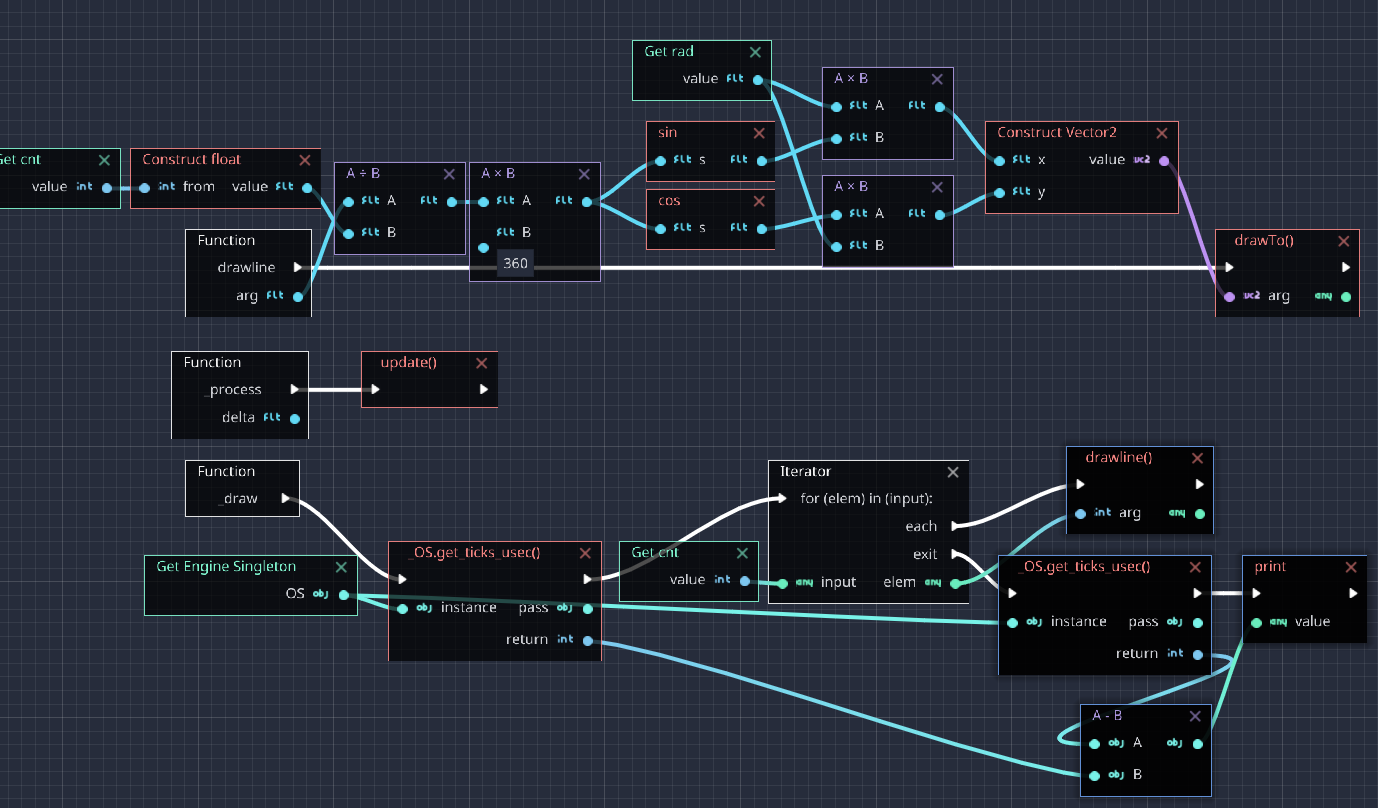 Get rad
value flt
A × B
flt A flt
flt B
sin
flt s flt
cos
flt s flt
A × B
flt A flt
flt B
Construct Vector2
flt x value vc2
flt y
Get cnt
value int
Construct float
int from value flt
A ÷ B
flt A flt
flt B
A × B
flt A flt
flt B
360
Function
drawline
arg flt
drawTo()
vc2 arg any
Function
_process
delta flt
update()
Function
_draw
Get Engine Singleton
OS obj
_OS.get_ticks_usec()
obj instance pass obj
return int
Get cnt
value int
Iterator
for (elem) in (input):
each
exit
any input elem any
drawline()
int arg any
_OS.get_ticks_usec()
obj instance pass obj
return int
print
any value
A - B
obj A obj
obj B